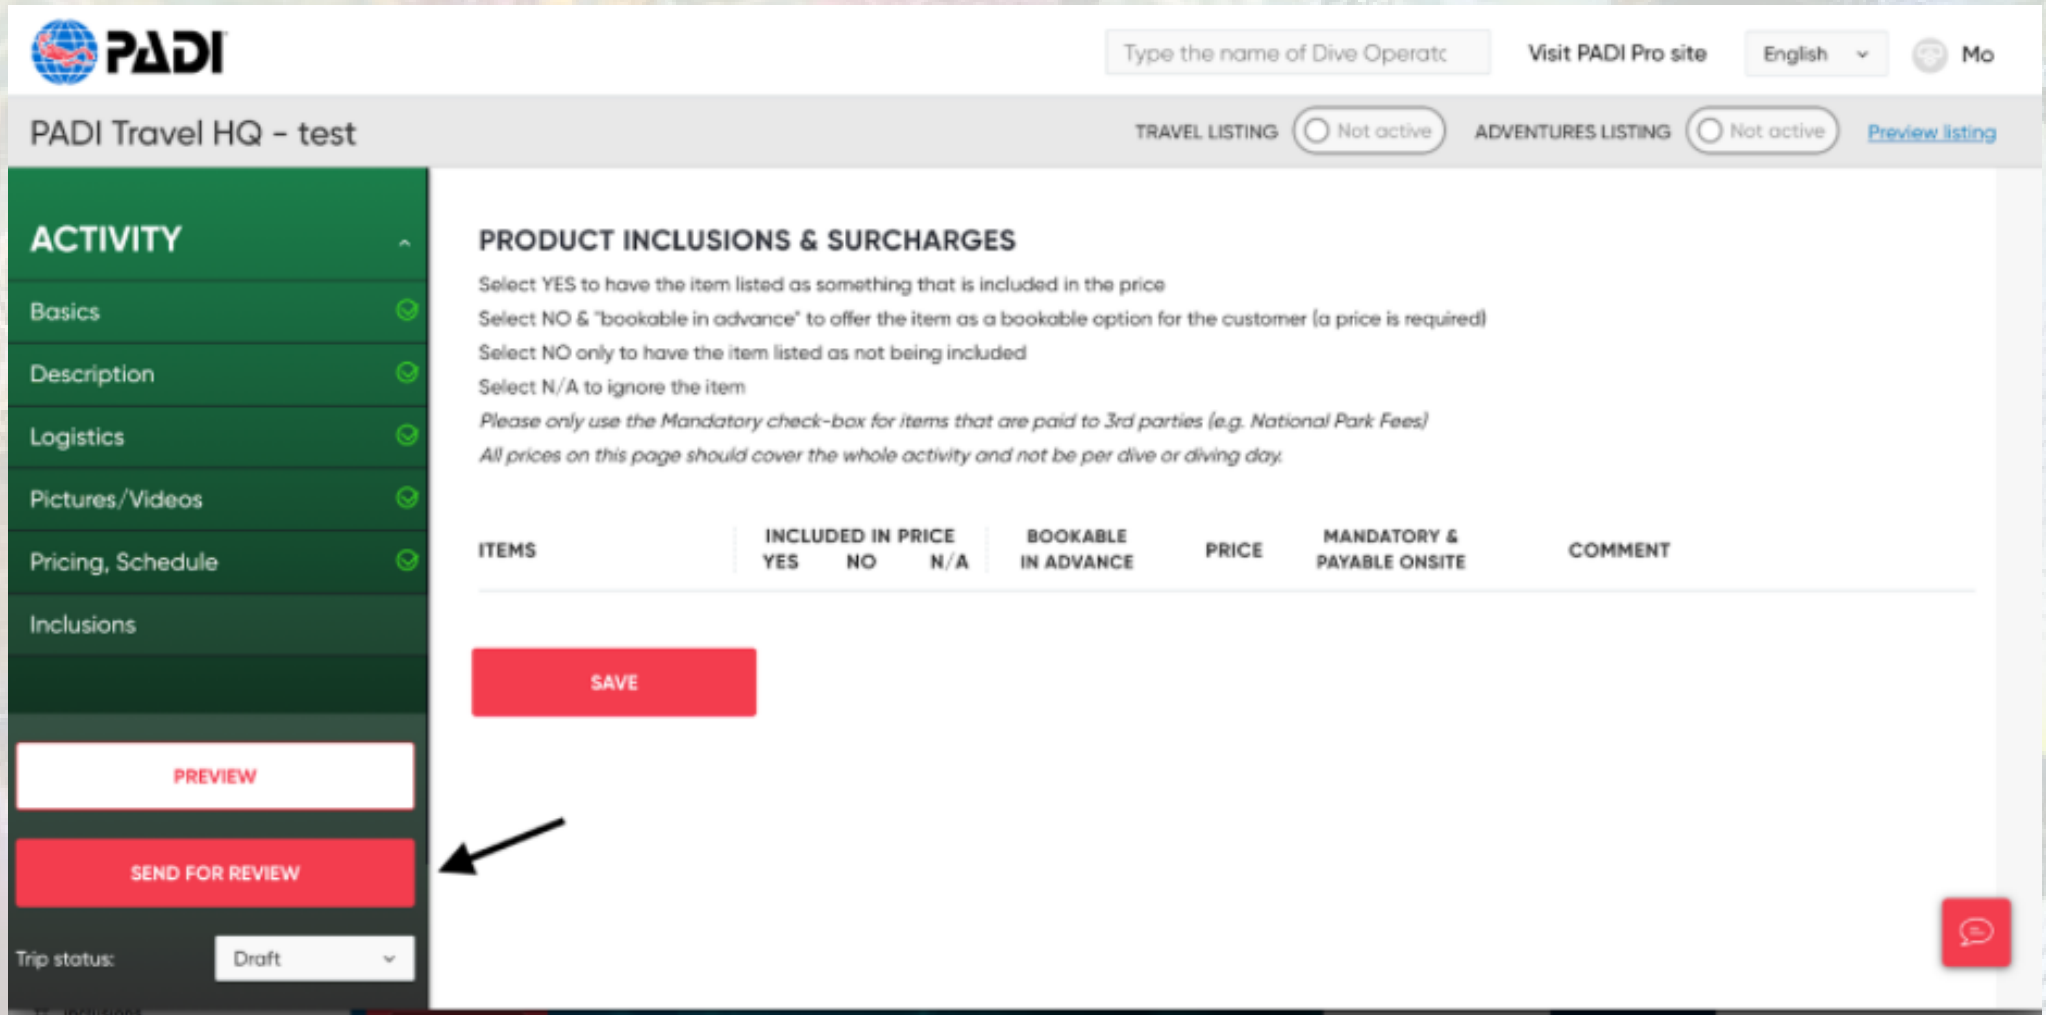 PADI
Type the name of Dive Operatc
Visit PADI Pro site
English
Mo
PADI Travel HQ - test
TRAVEL LISTING
Not active
ADVENTURES LISTING
Not active
Preview listing
ACTIVITY
Basics
Description
Logistics
Pictures/Videos
Pricing, Schedule
Inclusions
PREVIEW
SEND FOR REVIEW
Trip status:
Draft
PRODUCT INCLUSIONS & SURCHARGES
Select YES to have the item listed as something that is included in the price
Select NO & "bookable in advance" to offer the item as a bookable option for the customer (a price is required)
Select NO only to have the item listed as not being included
Select N/A to ignore the item
Please only use the Mandatory check-box for items that are paid to 3rd parties (e.g. National Park Fees)
All prices on this page should cover the whole activity and not be per dive or diving day.
ITEMS
INCLUDED IN PRICE
YES NO N/A
BOOKABLE
IN ADVANCE
PRICE
MANDATORY &
PAYABLE ONSITE
COMMENT
SAVE